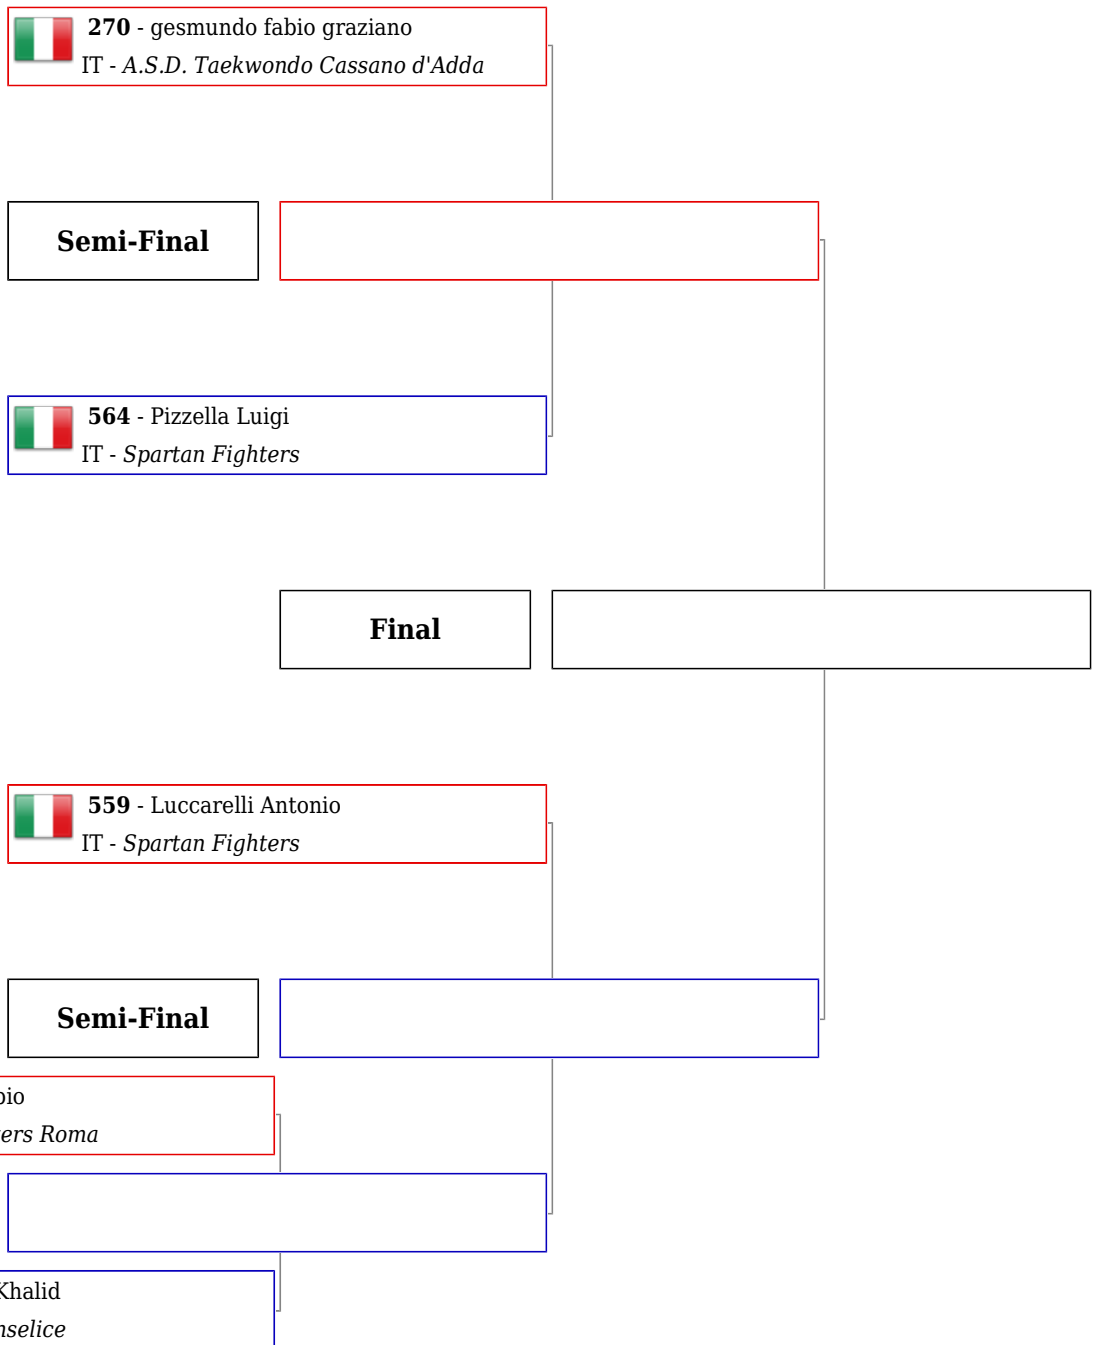 270 - gesmundo fabio graziano
IT - A.S.D. Taekwondo Cassano d'Adda
Semi-Final
564 - Pizzella Luigi
IT - Spartan Fighters
Final
559 - Luccarelli Antonio
IT - Spartan Fighters
Semi-Final
Roma
Khalid